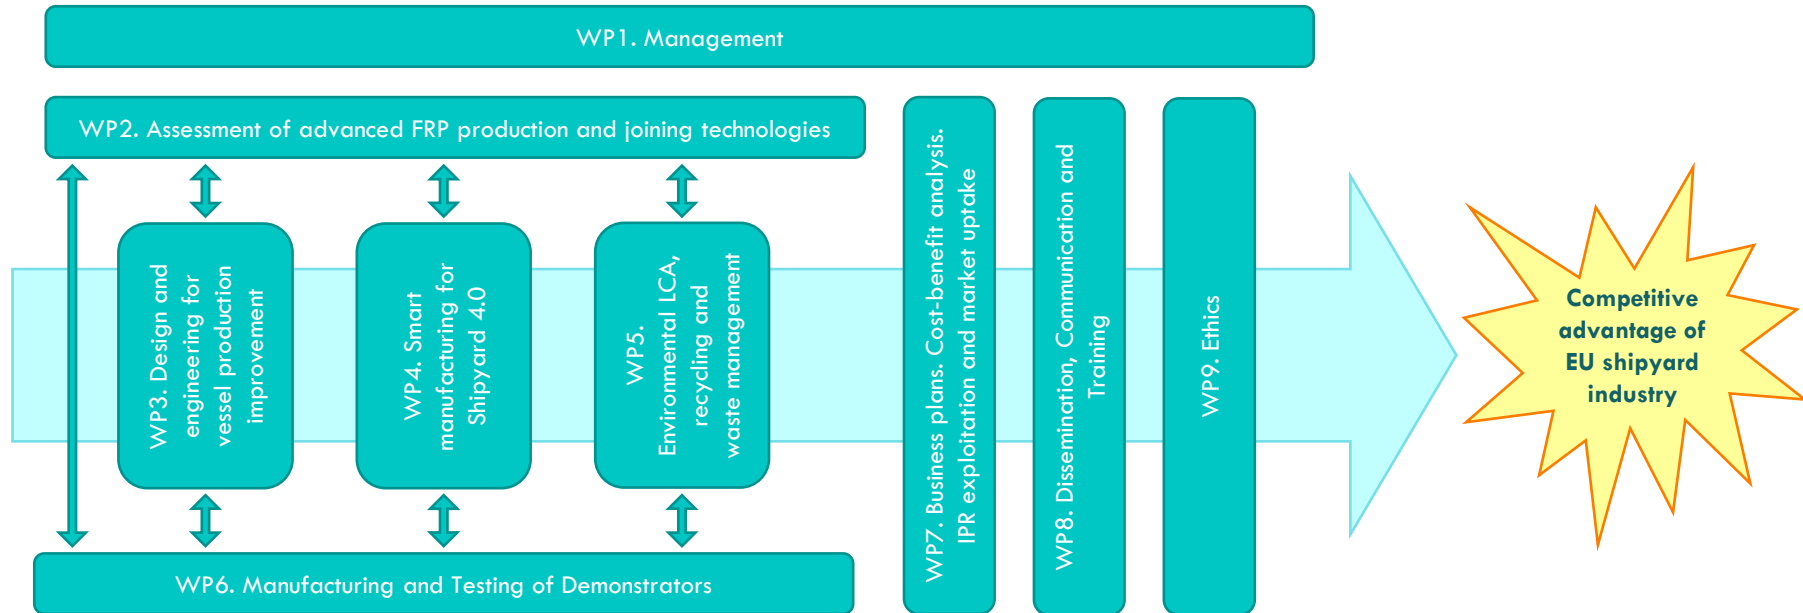 WP1. Management
WP2. Assessment of advanced FRP production and joining technologies
WP3. Design and
engineering for
vessel production
improvement
WP4. Smart
manufacturing for
Shipyard 4.0
WP5.
Environmental LCA,
recycling and
waste management
WP6. Manufacturing and Testing of Demonstrators
WP7. Business plans. Cost-benefit analysis.
IPR exploitation and market uptake
WP8. Dissemination, Communication and
Training
WP9. Ethics
Competitive
advantage of
EU shipyard
industry